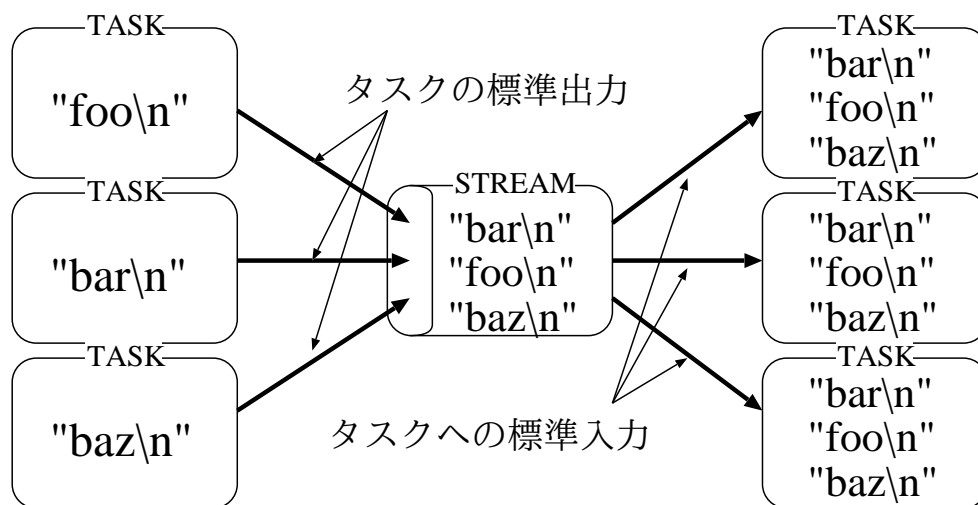 TASK
"foo\n"
TASK
"bar\n"
TASK
"baz\n"
タスクの標準出力
STREAM
"bar\n"
"foo\n"
"baz\n"
タスクへの標準入力
TASK
"bar\n"
"foo\n"
"baz\n"
TASK
"bar\n"
"foo\n"
"baz\n"
TASK
"bar\n"
"foo\n"
"baz\n"